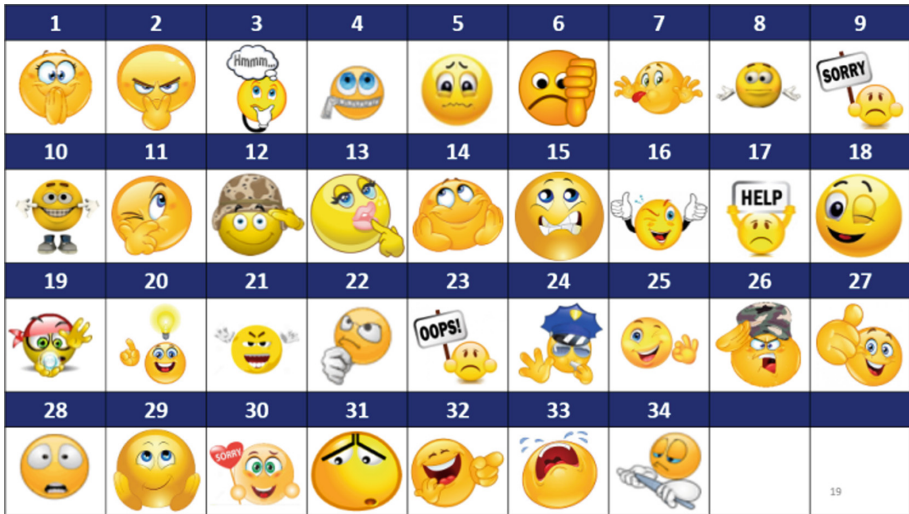 1 2 3 4 5 6 7 8 9
Hmmm...
SORRY
10 11 12 13 14 15 16 17 18
HELP
19 20 21 22 23 24 25 26 27
OOPS!
28 29 30 31 32 33 34
SORRY
19